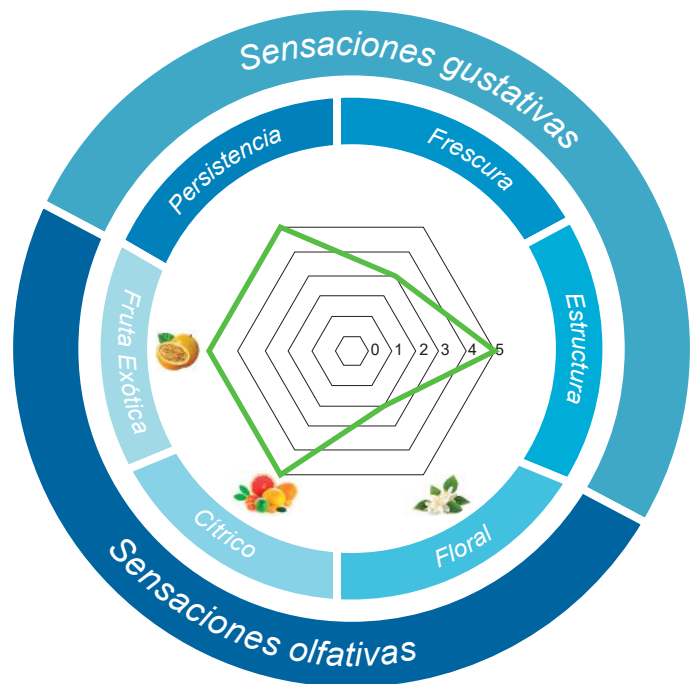 Sensaciones gustativas
Persistencia
Frescura
Fruta Exótica
Estructura
0 1 2 3 4 5
Cítrico
Floral
Sensaciones olfativas